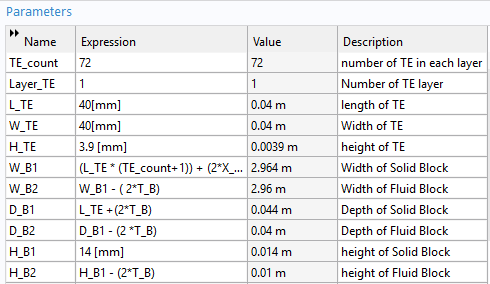 Parameters
Name Expression Value Description
TE_count 72 72 number of TE in each layer
Layer_TE 1 1 Number of TE layer
L_TE 40[mm] 0.04 m length of TE
W_TE 40[mm] 0.04 m Width of TE
H_TE 3.9 [mm] 0.0039 m height of TE
W_B1 (L_TE * (TE_count+1)) + (2*X_... 2.964 m Width of Solid Block
W_B2 W_B1 - ( 2*T_B) 2.96 m Width of Fluid Block
D_B1 L_TE +(2*T_B) 0.044 m Depth of Solid Block
D_B2 D_B1 - (2 *T_B) 0.04 m Depth of Fluid Block
H_B1 14 [mm] 0.014 m height of Solid Block
H_B2 H_B1 - (2*T_B) 0.01 m height of Fluid Block